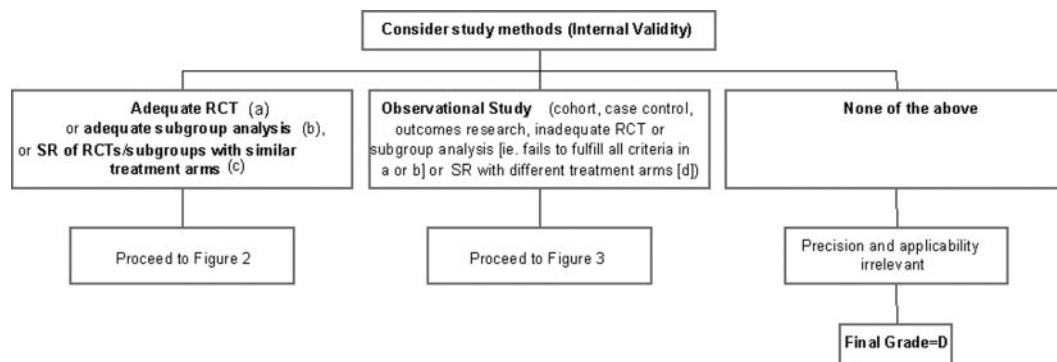 Consider study methods (Internal Validity)
Adequate RCT (a)
or adequate subgroup analysis (b),
or SR of RCTs/subgroups with similar
treatment arms (c)
Observational Study (cohort, case control,
outcomes research, inadequate RCT or
subgroup analysis [ie. fails to fulfill all criteria in
a or b] or SR with different treatment arms [d])
None of the above
Proceed to Figure 2
Proceed to Figure 3
Precision and applicability
irrelevant
Final Grade=D